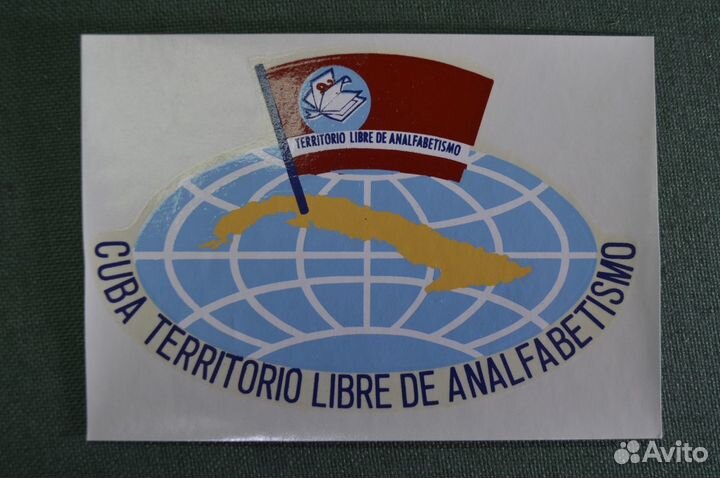 TERRITORIO LIBRE DE ANALFABETISMO
CUBA TERRITORIO LIBRE DE ANALFABETISMO
Avito